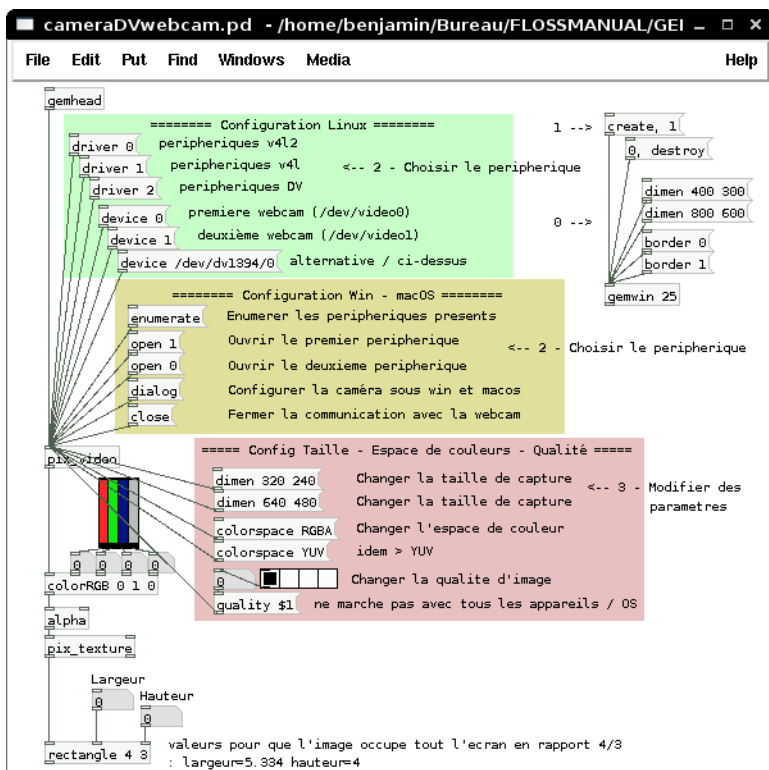 cameraDVwebcam.pd - /home/benjamin/Bureau/FLOSSMANUAL/GEI
File Edit Put Find Windows Media Help
gemhead
======== Configuration Linux ========
driver 0 peripheriques v4l2
driver 1 peripheriques v4l <-- 2 - Choisir le peripherique
driver 2 peripheriques DV
device 0 premiere webcam (/dev/video0)
device 1 deuxième webcam (/dev/video1)
device /dev/dv1394/0 alternative / ci-dessus
1 --> create, 1
0, destroy
dimen 400 300
0 --> dimen 800 600
border 0
border 1
gemwin 25
======== Configuration Win - macOS ========
enumerate Enumerer les peripheriques presents
open 1 Ouvrir le premier peripherique
<-- 2 - Choisir le peripherique
open 0 Ouvrir le deuxieme peripherique
dialog Configurer la caméra sous win et macos
close Fermer la communication avec la webcam
pix_video
===== Config Taille - Espace de couleurs - Qualité =====
dimen 320 240 Changer la taille de capture
<-- 3 - Modifier des
parametres
dimen 640 480 Changer la taille de capture
colorspace RGBA Changer l'espace de couleur
colorspace YUV idem > YUV
0 Changer la qualite d'image
quality $1 ne marche pas avec tous les appareils / OS
0 0 0 0
colorRGB 0 1 0
alpha
pix_texture
Largeur
0
Hauteur
0
rectangle 4 3
valeurs pour que l'image occupe tout l'ecran en rapport 4/3
: largeur=5.334 hauteur=4